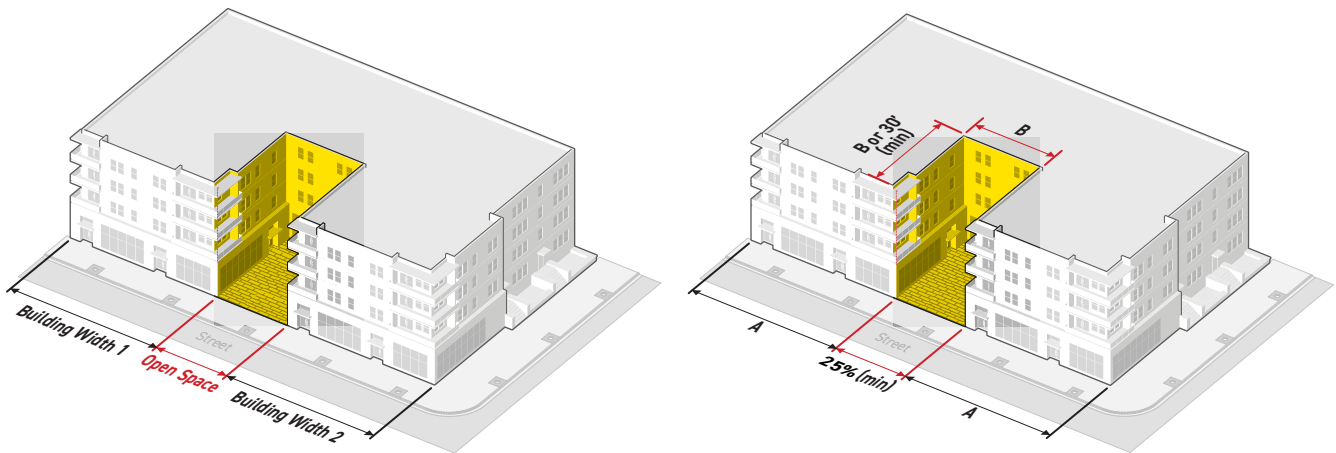 Building Width 1
Open Space
Building Width 2
Street
B or 30'
(min)
B
A
25% (min)
A
Street